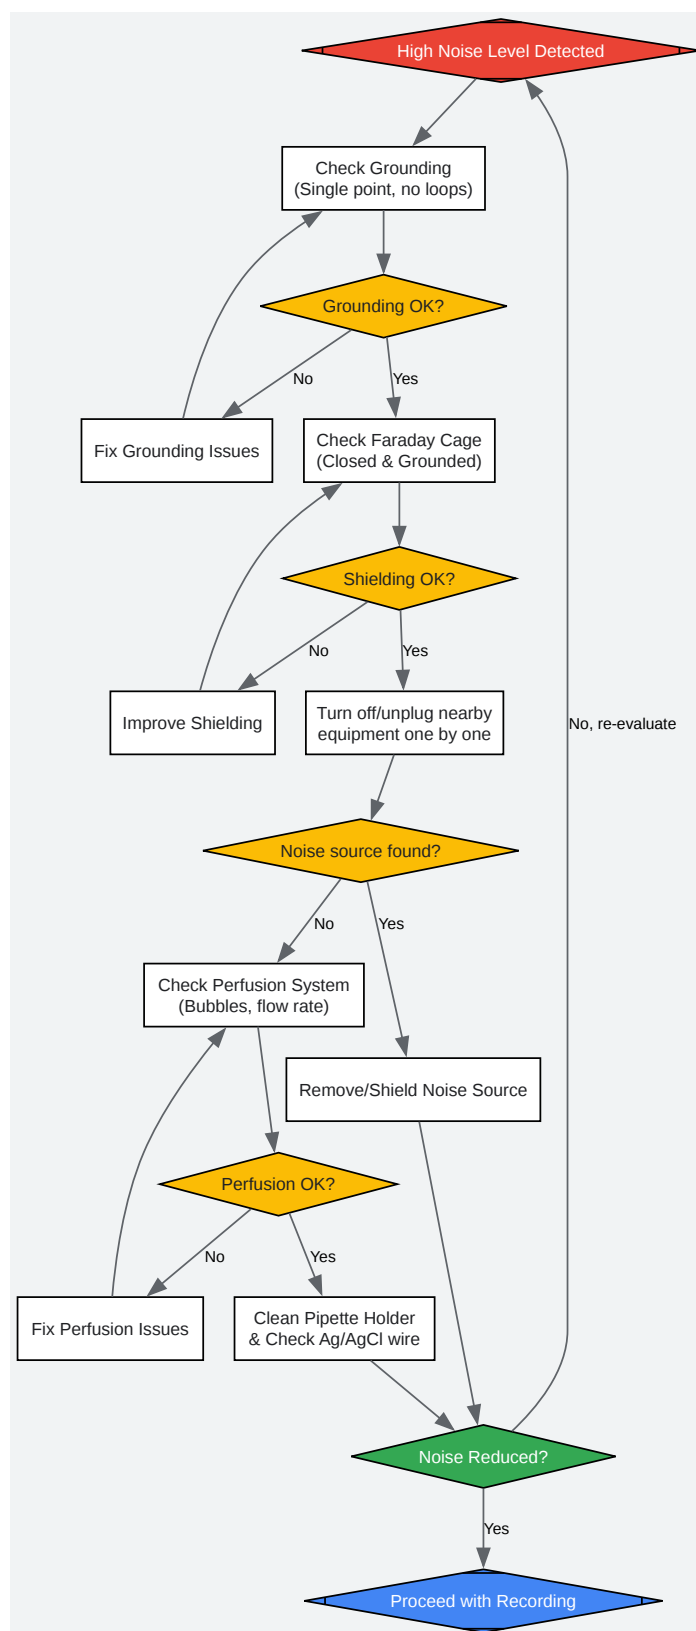 High Noise Level Detected
Check Grounding
(Single point, no loops)
Grounding OK?
No
Yes
Fix Grounding Issues
Check Faraday Cage
(Closed & Grounded)
Shielding OK?
No
Yes
Improve Shielding
Turn off/unplug nearby
equipment one by one
No, re-evaluate
Noise source found?
No
Yes
Check Perfusion System
(Bubbles, flow rate)
Remove/Shield Noise Source
Perfusion OK?
No
Yes
Fix Perfusion Issues
Clean Pipette Holder
& Check Ag/AgCl wire
Noise Reduced?
Yes
Proceed with Recording